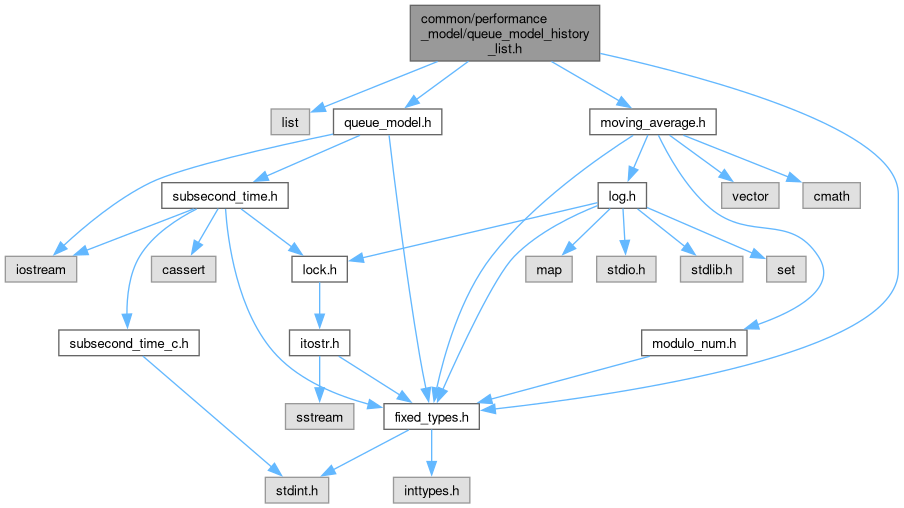 common/performance
_model/queue_model_history
_list.h
list
queue_model.h
moving_average.h
subsecond_time.h
log.h
vector
cmath
iostream
cassert
lock.h
map
stdio.h
stdlib.h
set
subsecond_time_c.h
itostr.h
modulo_num.h
sstream
fixed_types.h
stdint.h
inttypes.h